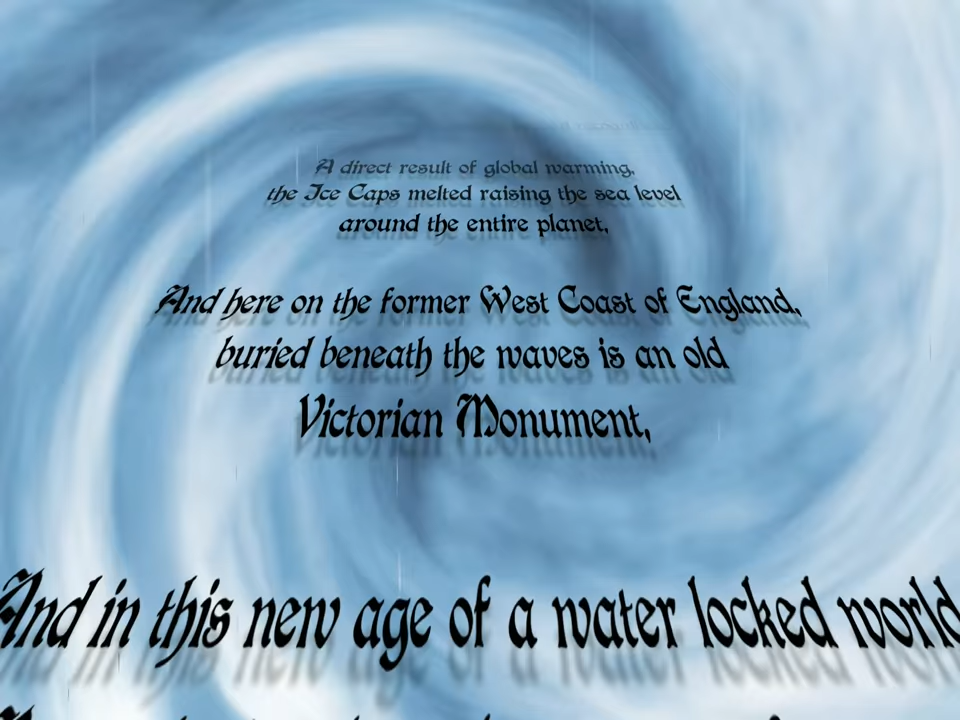 A direct result of global warming,
the Ice Caps melted raising the sea level
around the entire planet,
And here on the former West Coast of England,
buried beneath the waves is an old
Victorian Monument,
And in this new age of a water locked world